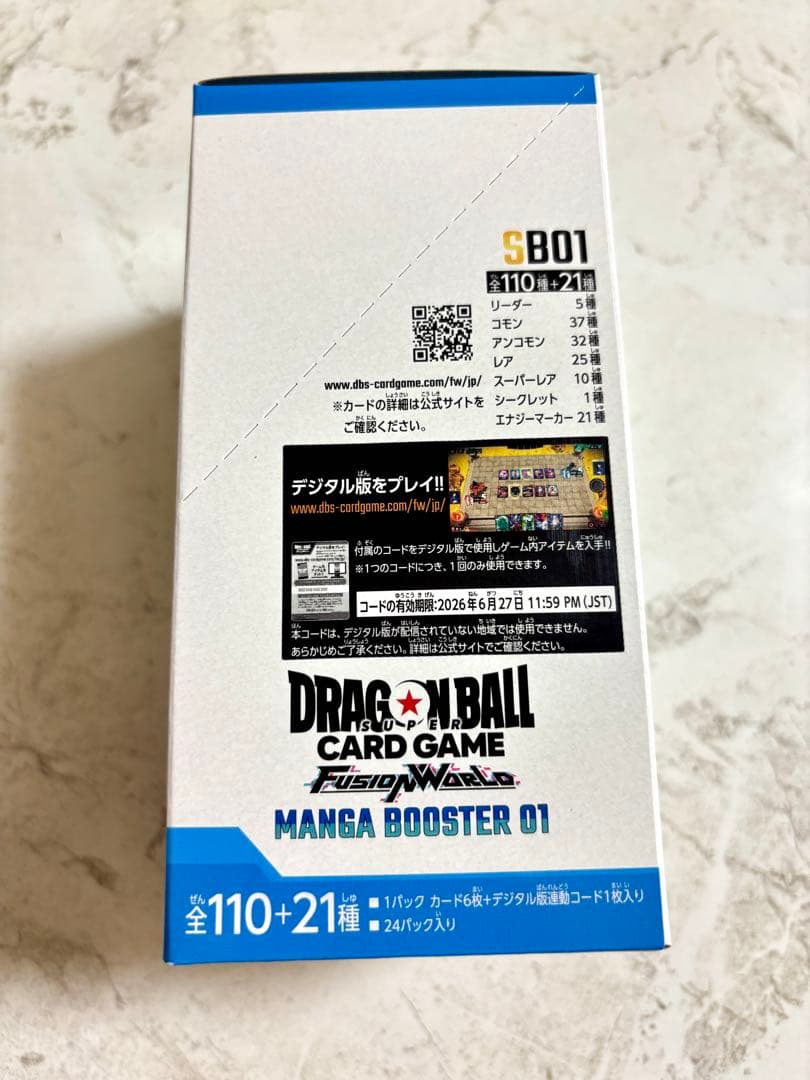 SB01
全110種+21種
リーダー 5種
コモン 37種
アンコモン 32種
レア 25種
スーパーレア 10種
シークレット 1種
エナジーマーカー 21種
www.dbs-cardgame.com/fw/jp/
※カードの詳細は公式サイトを
ご確認ください。
デジタル版をプレイ!!
www.dbs-cardgame.com/fw/jp/
付属のコードをデジタル版で使用しゲーム内アイテムを入手!!
※1つのコードにつき、1回のみ使用できます。
コードの有効期限:2026年6月27日 11:59 PM (JST)
本コードは、デジタル版が配信されていない地域では使用できません。
あらかじめご了承ください。詳細は公式サイトでご確認ください。
DRAGON BALL
SUPER
CARD GAME
FUSION WORLD
MANGA BOOSTER 01
全110+21種
■1パック カード6枚+デジタル版連動コード1枚入り
■24パック入り